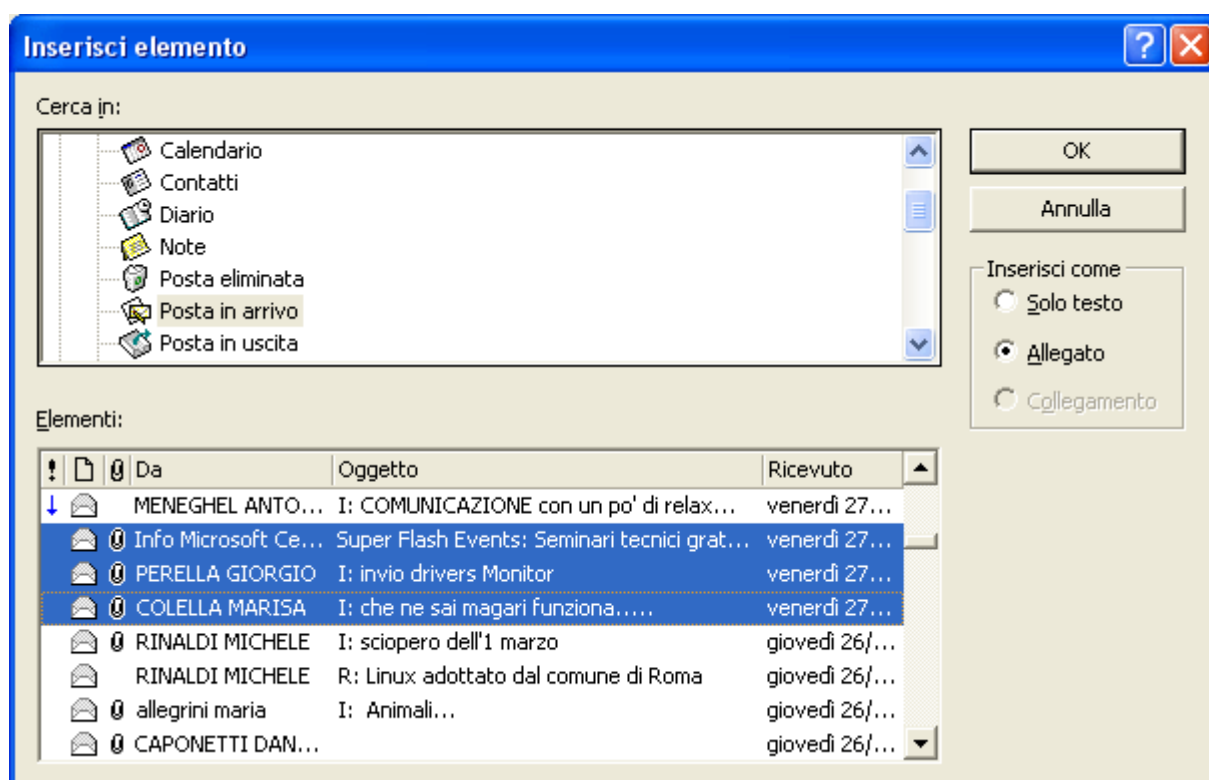 Inserisci elemento
Cerca in:
Calendario
Contatti
Diario
Note
Posta eliminata
Posta in arrivo
Posta in uscita
OK
Annulla
Inserisci come
Solo testo
Allegato
Collegamento
Elementi:
Da Oggetto Ricevuto
MENEGHEL ANTO... I: COMUNICAZIONE con un po' di relax... venerdì 27...
Info Microsoft Ce... Super Flash Events: Seminari tecnici grat... venerdì 27...
PERELLA GIORGIO I: invio drivers Monitor venerdì 27...
COLELLA MARISA I: che ne sai magari funziona..... venerdì 27...
RINALDI MICHELE I: sciopero dell'1 marzo giovedì 26/...
RINALDI MICHELE R: Linux adottato dal comune di Roma giovedì 26/...
allegrini maria I: Animali... giovedì 26/...
CAPONETTI DAN... giovedì 26/...